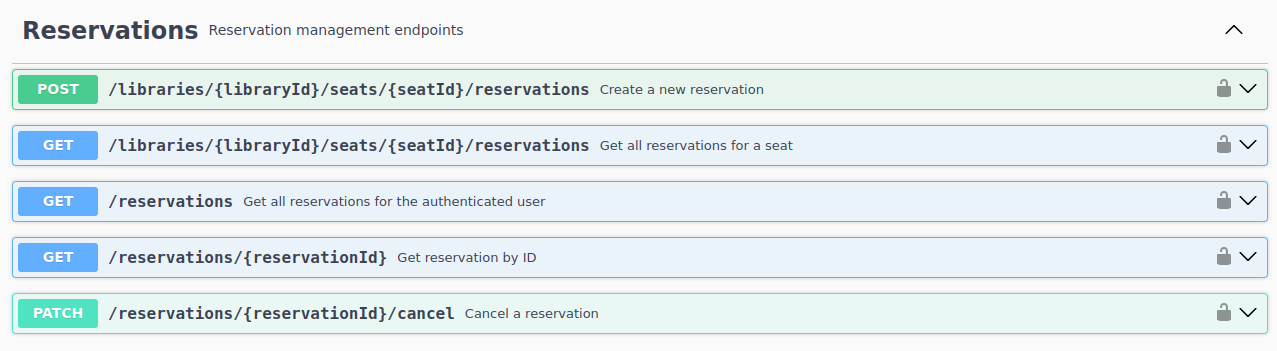 Reservations Reservation management endpoints
POST /libraries/{libraryId}/seats/{seatId}/reservations Create a new reservation
GET /libraries/{libraryId}/seats/{seatId}/reservations Get all reservations for a seat
GET /reservations Get all reservations for the authenticated user
GET /reservations/{reservationId} Get reservation by ID
PATCH /reservations/{reservationId}/cancel Cancel a reservation